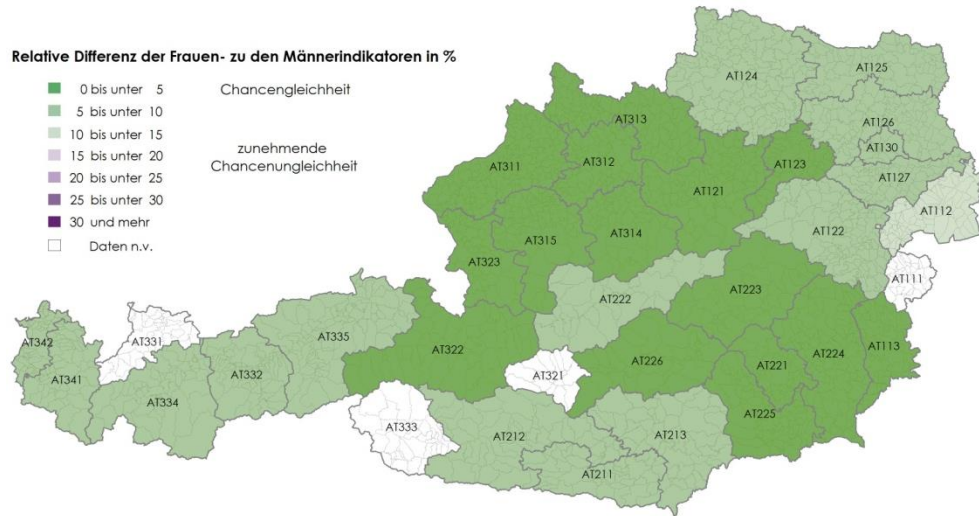 Relative Differenz der Frauen- zu den Männerindikatoren in %
0 bis unter 5 Chancengleichheit
5 bis unter 10
10 bis unter 15
15 bis unter 20
20 bis unter 25
25 bis unter 30
30 und mehr
Daten n.v.
zunehmende
Chancenungleichheit
AT124
AT125
AT126
AT130
AT127
AT112
AT111
AT313
AT311
AT312
AT123
AT121
AT122
AT315
AT314
AT323
AT222
AT223
AT335
AT322
AT321
AT226
AT221
AT224
AT113
AT225
AT342
AT331
AT341
AT332
AT334
AT333
AT212
AT213
AT211